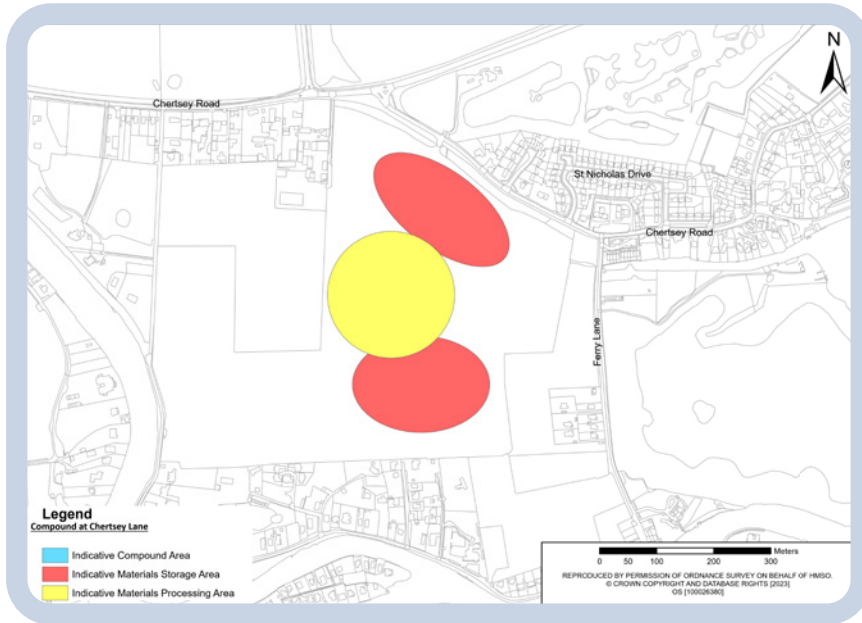 N
Chertsey Road
St Nicholas Drive
Chertsey Road
Ferry Lane
Legend
Compound at Chertsey Lane
Indicative Compound Area
Indicative Materials Storage Area
Indicative Materials Processing Area
Meters
0 50 100 200 300
REPRODUCED BY PERMISSION OF ORDNANCE SURVEY ON BEHALF OF HMSO.
© CROWN COPYRIGHT AND DATABASE RIGHTS [2023]
OS [100026380]